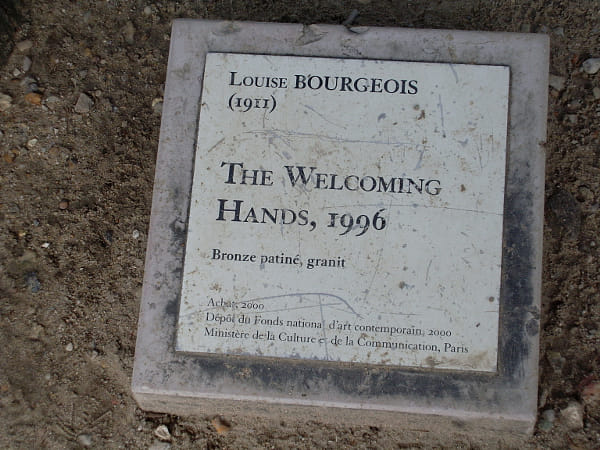 Louise BOURGEOIS
(1911)
The Welcoming
Hands, 1996
Bronze patiné, granit
Achat, 2000
Dépôt du Fonds national d'art contemporain, 2000
Ministère de la Culture et de la Communication, Paris